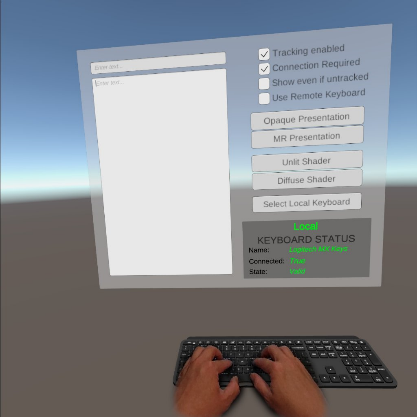 Enter text...
Enter text...
Tracking enabled
Connection Required
Show even if untracked
Use Remote Keyboard
Opaque Presentation
MR Presentation
Unlit Shader
Diffuse Shader
Select Local Keyboard
Local
KEYBOARD STATUS
Name: Logitech MX Keys
Connected: True
State: Valid